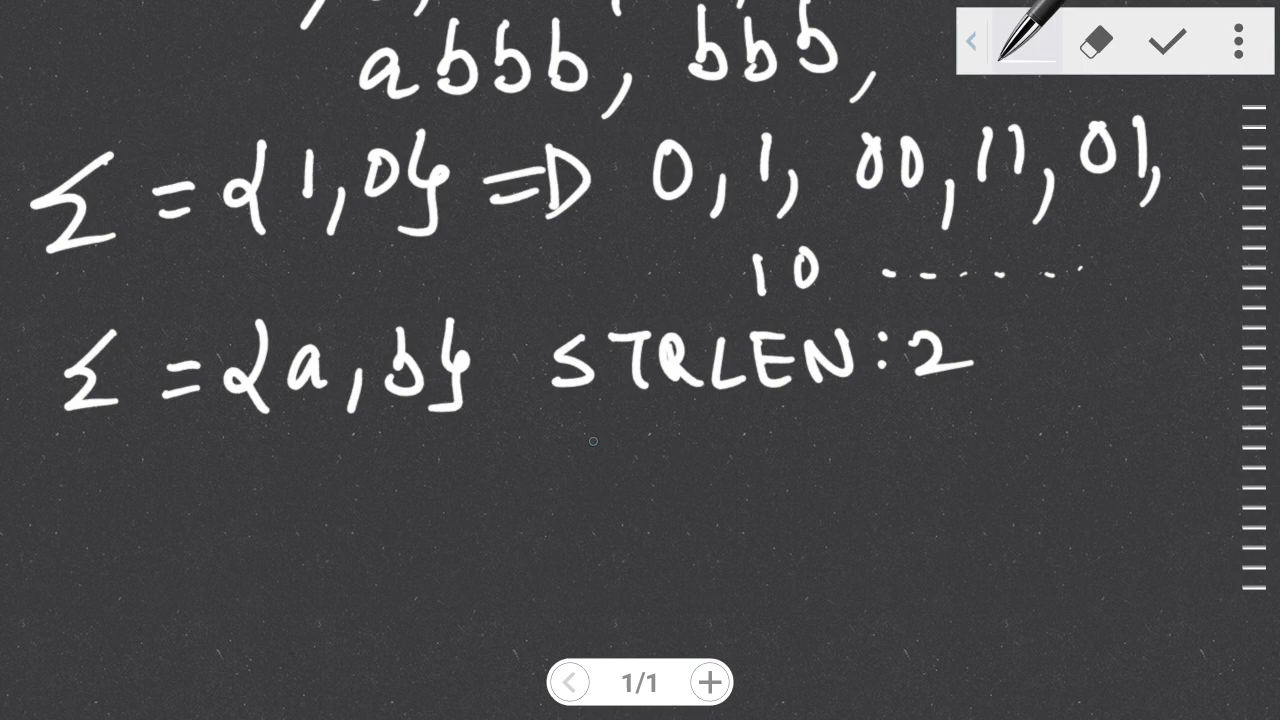 abbb, bbb,
Σ = {1,0} => 0, 1, 00, 11, 01,
10 ......
Σ = {a, b} STRLEN: 2
1/1